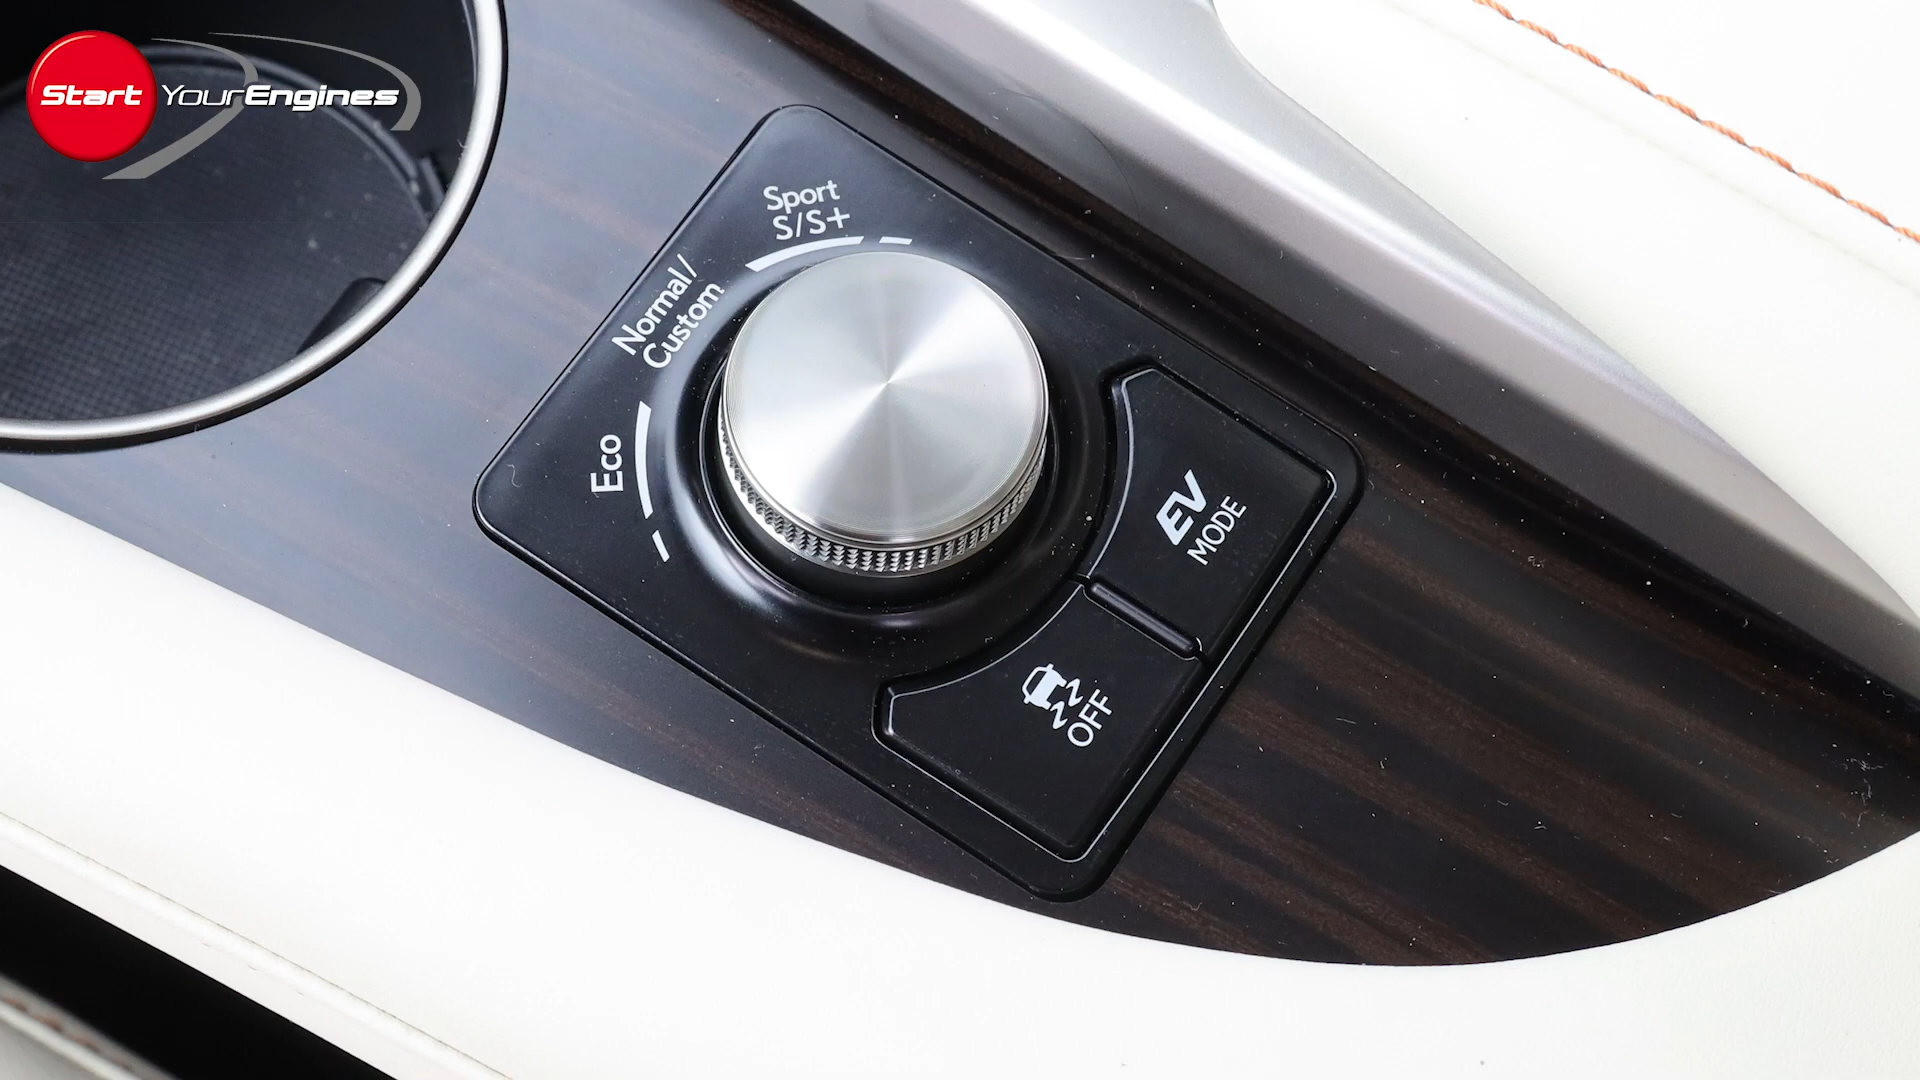 Start YourEngines
Sport
S/S+
Normal/
Custom
Eco
EV
MODE
OFF